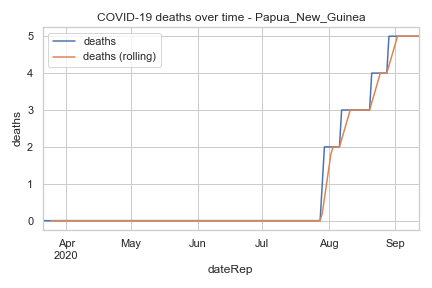 COVID-19 deaths over time - Papua_New_Guinea
deaths
deaths (rolling)
deaths
5
4
3
2
1
0
Apr
2020
May
Jun
Jul
Aug
Sep
dateRep